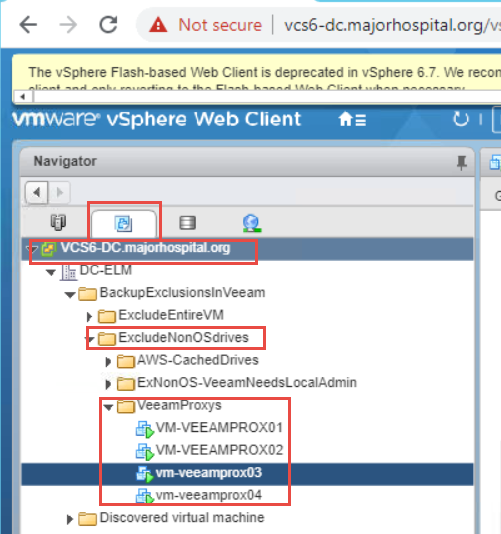 Not secure | vcs6-dc.majorhospital.org/vs
The vSphere Flash-based Web Client is deprecated in vSphere 6.7. We recon
client and only reverting to the Flash-based Web Client when necessary.
vmware® vSphere Web Client
Navigator
VCS6-DC.majorhospital.org
DC-ELM
BackupExclusionsInVeeam
ExcludeEntireVM
ExcludeNonOSdrives
AWS-CachedDrives
ExNonOS-VeeamNeedsLocalAdmin
VeeamProxys
VM-VEEAMPROX01
VM-VEEAMPROX02
vm-veeamprox03
vm-veeamprox04
Discovered virtual machine